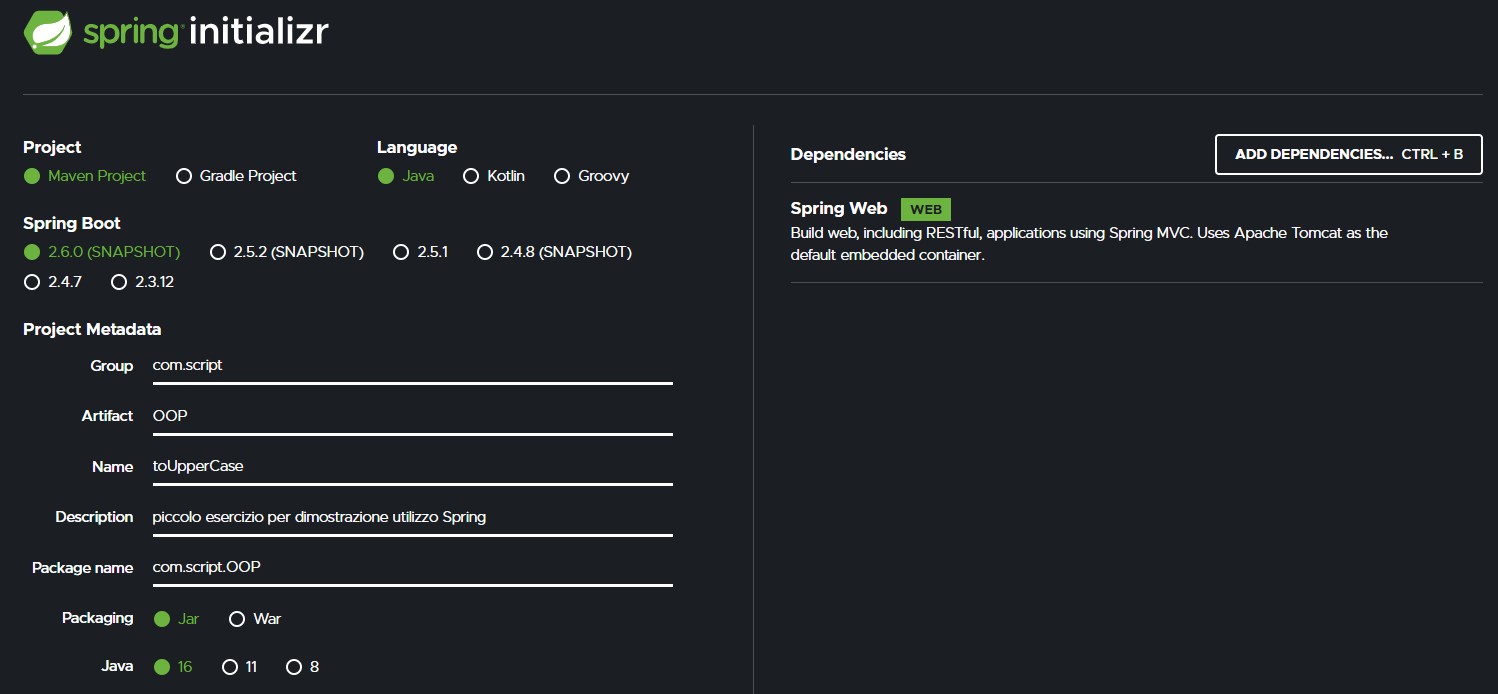 spring initializr
Project
Maven Project Gradle Project
Language
Java Kotlin Groovy
Spring Boot
2.6.0 (SNAPSHOT) 2.5.2 (SNAPSHOT) 2.5.1 2.4.8 (SNAPSHOT)
2.4.7 2.3.12
Project Metadata
Group com.script
Artifact OOP
Name toUpperCase
Description piccolo esercizio per dimostrazione utilizzo Spring
Package name com.script.OOP
Packaging Jar War
Java 16 11 8
Dependencies
ADD DEPENDENCIES... CTRL + B
Spring Web WEB
Build web, including RESTful, applications using Spring MVC. Uses Apache Tomcat as the
default embedded container.